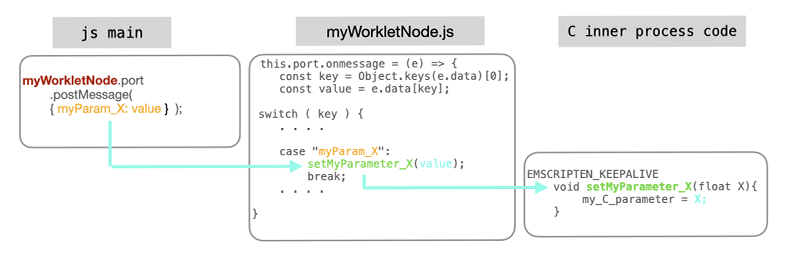 js main
myWorkletNode.port
.postMessage(
{ myParam_X: value } );
myWorkletNode.js
this.port.onmessage = (e) => {
const key = Object.keys(e.data)[0];
const value = e.data[key];
switch ( key ) {
. . . .
case "myParam_X":
setMyParameter_X(value);
break;
. . . .
}
C inner process code
EMSCRIPTEN_KEEPALIVE
void setMyParameter_X(float X){
my_C_parameter = X;
}